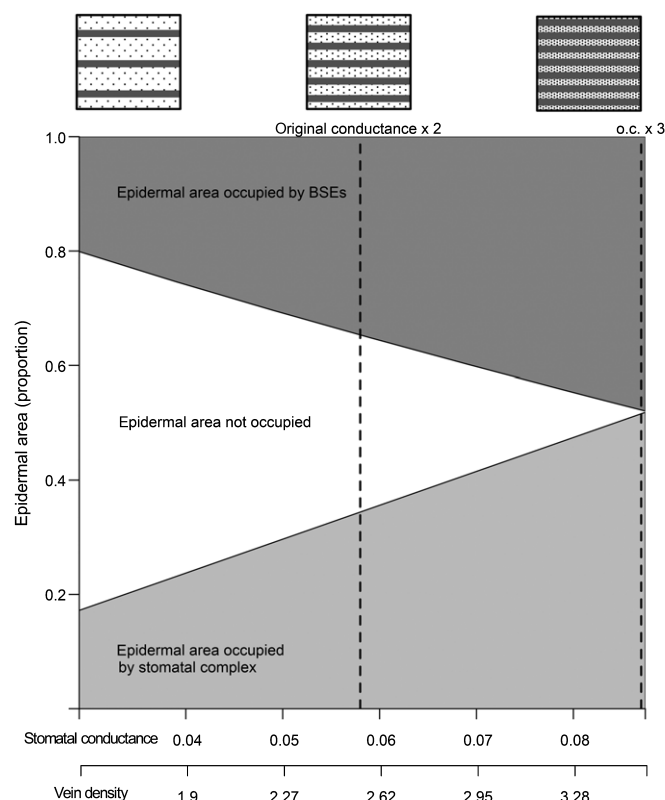 Original conductance x 2
o.c. x 3
1.0
Epidermal area occupied by BSEs
0.8
Epidermal area (proportion)
0.6
Epidermal area not occupied
0.4
0.2
Epidermal area occupied
by stomatal complex
Stomatal conductance 0.04 0.05 0.06 0.07 0.08
Vein density 1.9 2.27 2.62 2.95 3.28